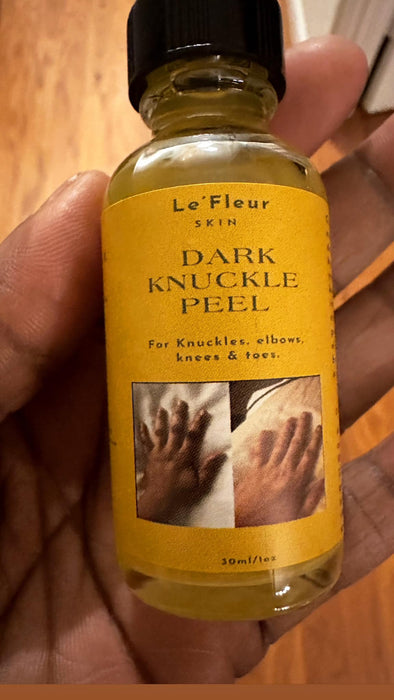 Le'Fleur
SKIN
DARK
KNUCKLE
PEEL
For Knuckles, elbows,
knees & toes.
30ml/1oz